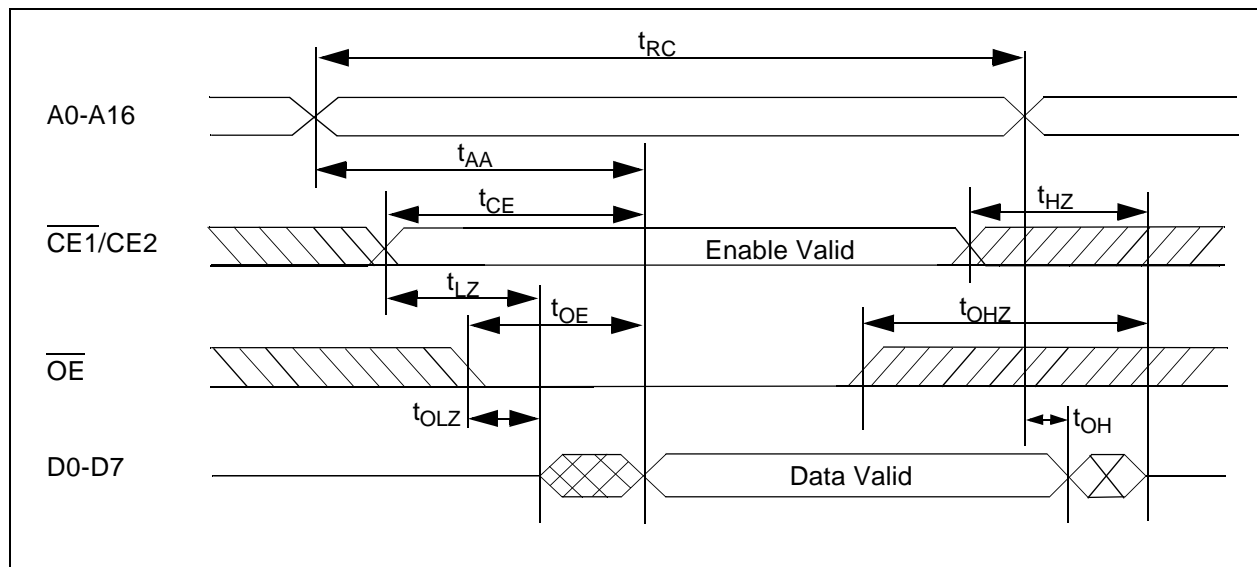 tRC
A0-A16
tAA
tCE
tHZ
CE1/CE2
Enable Valid
tLZ
tOE
tOHZ
OE
tOLZ
tOH
D0-D7
Data Valid